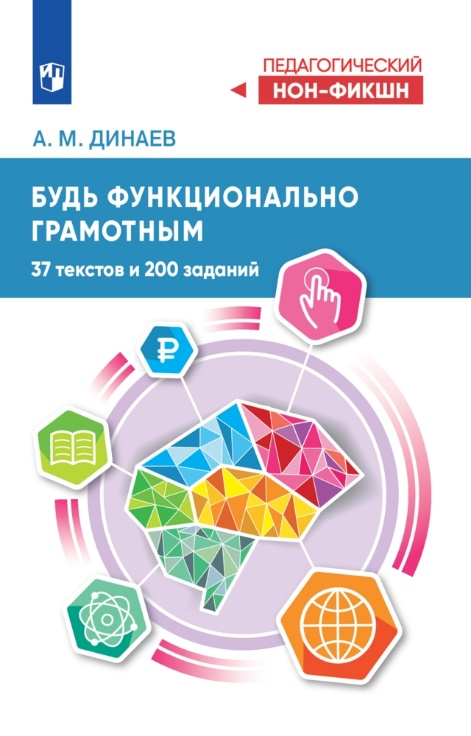 ПЕДАГОГИЧЕСКИЙ
НОН-ФИКШН
А. М. ДИНАЕВ
БУДЬ ФУНКЦИОНАЛЬНО
ГРАМОТНЫМ
37 текстов и 200 заданий
₽